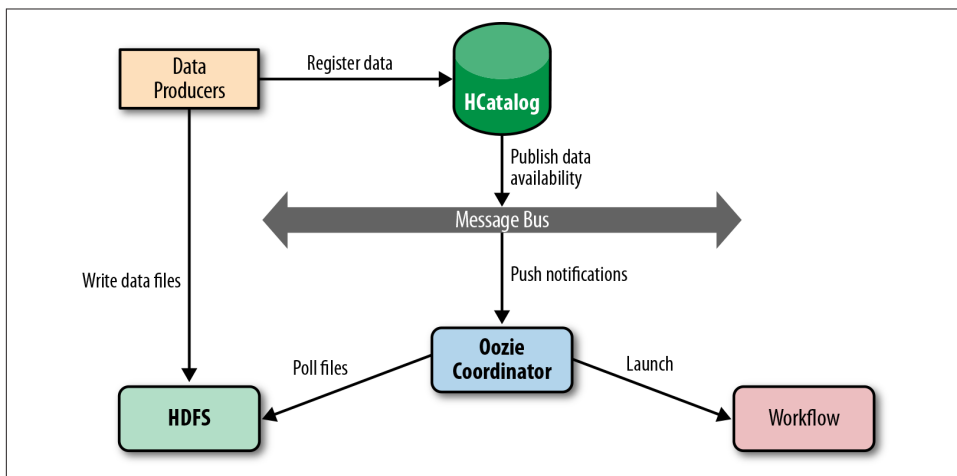 Data
Producers
Register data
HCatalog
Publish data
availability
Message Bus
Write data files
Push notifications
Oozie
Coordinator
Poll files
Launch
HDFS
Workflow